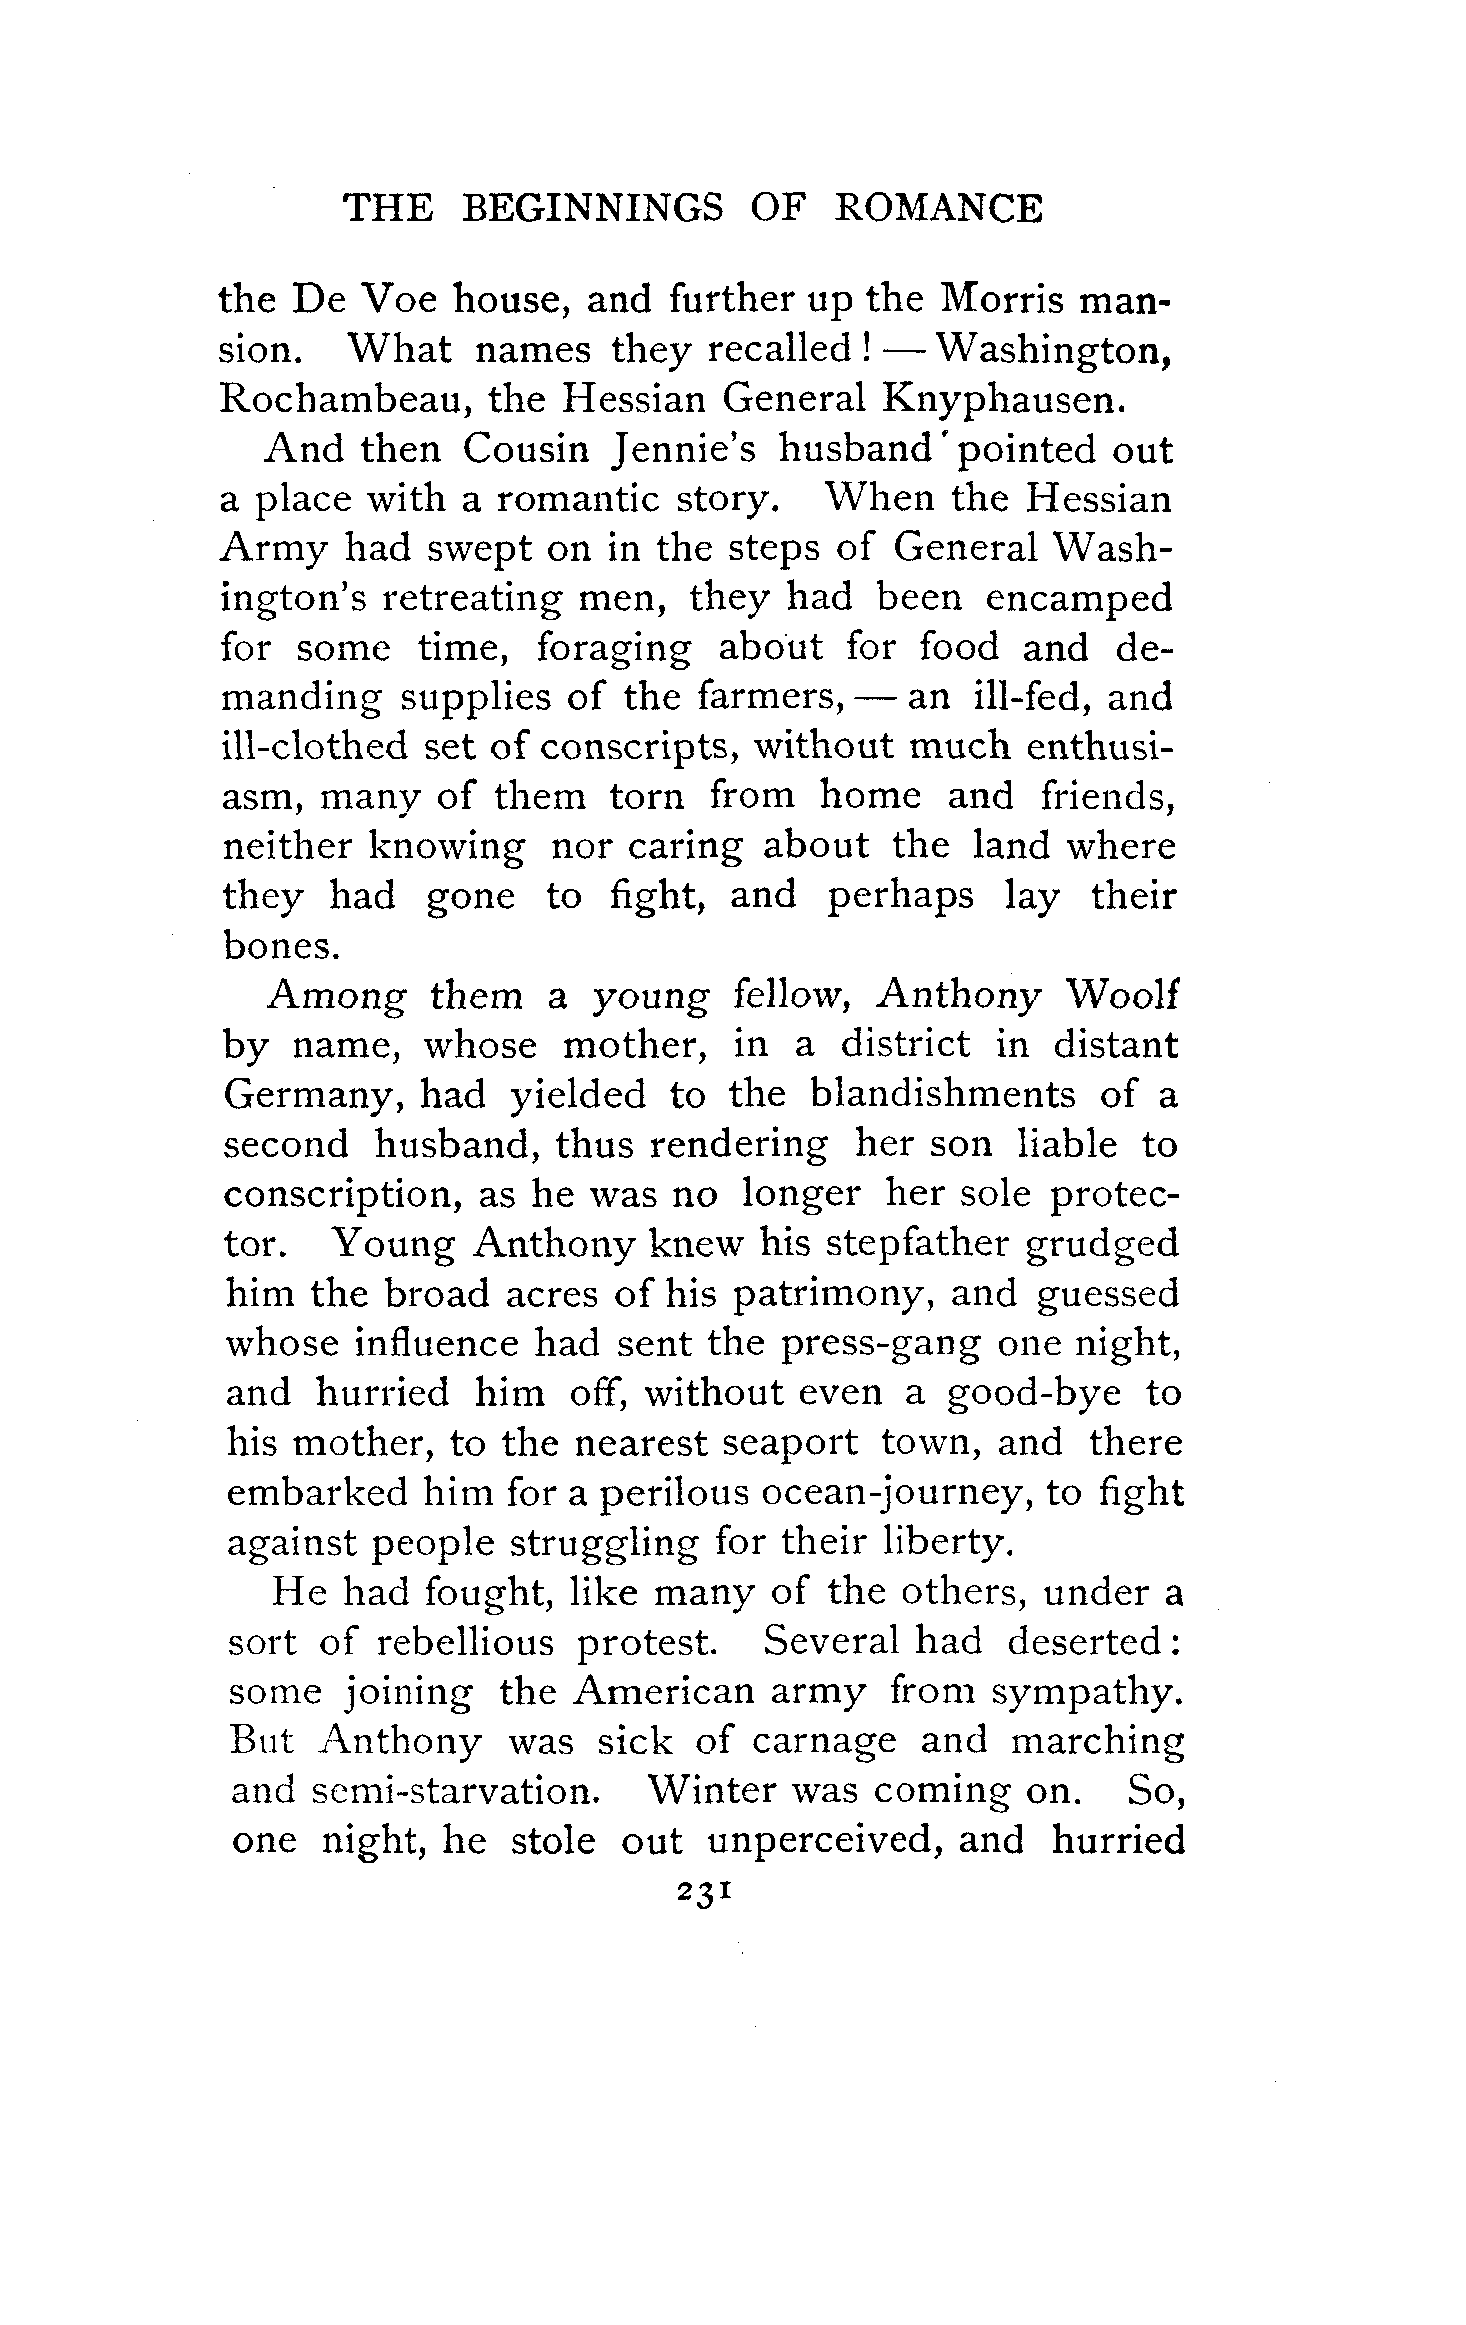 THE BEGINNINGS OF ROMANCE
the De Voe house, and further up the Morris man-
sion. What names they recalled! — Washington,
Rochambeau, the Hessian General Knyphausen.
And then Cousin Jennie's husband pointed out
a place with a romantic story. When the Hessian
Army had swept on in the steps of General Wash-
ington's retreating men, they had been encamped
for some time, foraging about for food and de-
manding supplies of the farmers, — an ill-fed, and
ill-clothed set of conscripts, without much enthusi-
asm, many of them torn from home and friends,
neither knowing nor caring about the land where
they had gone to fight, and perhaps lay their
bones.
Among them a young fellow, Anthony Woolf
by name, whose mother, in a district in distant
Germany, had yielded to the blandishments of a
second husband, thus rendering her son liable to
conscription, as he was no longer her sole protec-
tor. Young Anthony knew his stepfather grudged
him the broad acres of his patrimony, and guessed
whose influence had sent the press-gang one night,
and hurried him off, without even a good-bye to
his mother, to the nearest seaport town, and there
embarked him for a perilous ocean-journey, to fight
against people struggling for their liberty.
He had fought, like many of the others, under a
sort of rebellious protest. Several had deserted:
some joining the American army from sympathy.
But Anthony was sick of carnage and marching
and semi-starvation. Winter was coming on. So,
one night, he stole out unperceived, and hurried
231